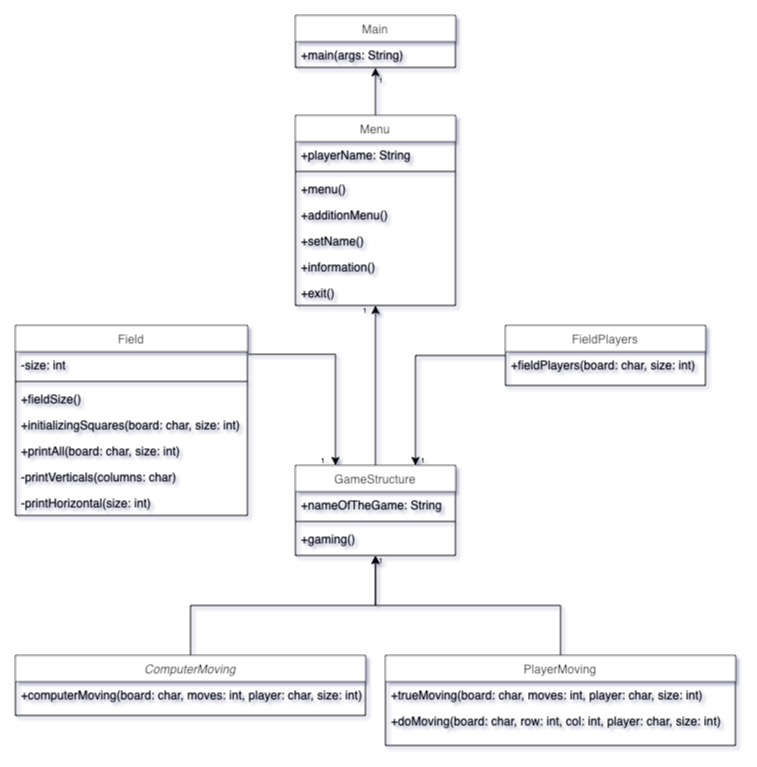 Main
+main(args: String)
1
Menu
+playerName: String
+menu()
+additionMenu()
+setName()
+information()
+exit()
1
Field
-size: int
+fieldSize()
+initializingSquares(board: char, size: int)
+printAll(board: char, size: int)
-printVerticals(columns: char)
-printHorizontal(size: int)
FieldPlayers
+fieldPlayers(board: char, size: int)
1
1
GameStructure
+nameOfTheGame: String
+gaming()
1
ComputerMoving
+computerMoving(board: char, moves: int, player: char, size: int)
PlayerMoving
+trueMoving(board: char, moves: int, player: char, size: int)
+doMoving(board: char, row: int, col: int, player: char, size: int)